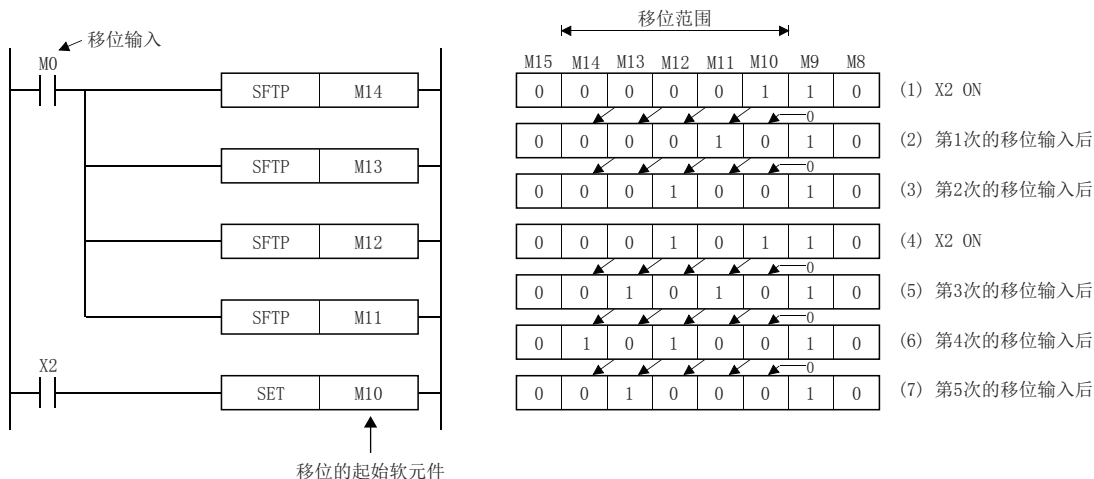 移位输入
M0
SFTP M14
SFTP M13
SFTP M12
SFTP M11
X2
SET M10
移位的起始软元件
移位范围
M15 M14 M13 M12 M11 M10 M9 M8
0 0 0 0 0 1 1 0 (1) X2 ON
0
0 0 0 0 1 0 1 0 (2) 第1次的移位输入后
0
0 0 0 1 0 0 1 0 (3) 第2次的移位输入后
0 0 0 1 0 1 1 0 (4) X2 ON
0
0 0 1 0 1 0 1 0 (5) 第3次的移位输入后
0
0 1 0 1 0 0 1 0 (6) 第4次的移位输入后
0
0 0 1 0 0 0 1 0 (7) 第5次的移位输入后